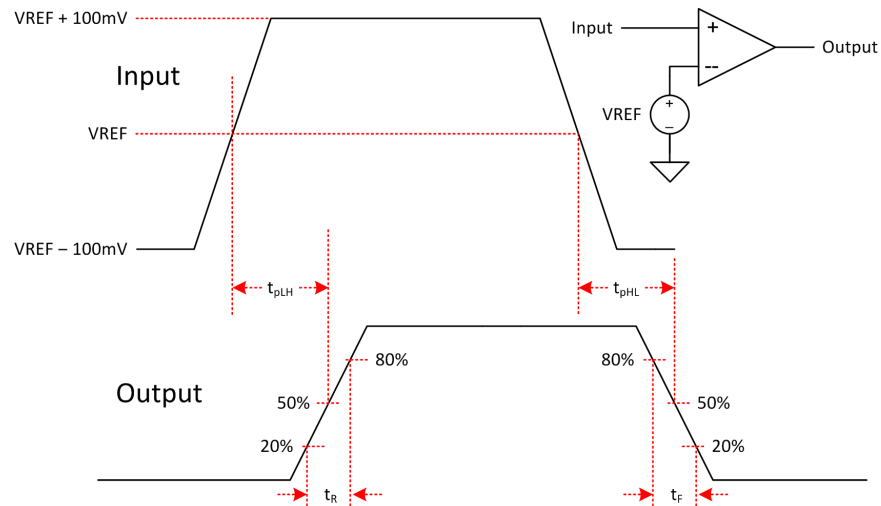 VREF + 100mV
Input
Output
+
--
Input
VREF
+
–
VREF
VREF – 100mV
tpLH
tpHL
80%
80%
Output
50%
50%
20%
20%
tR
tF